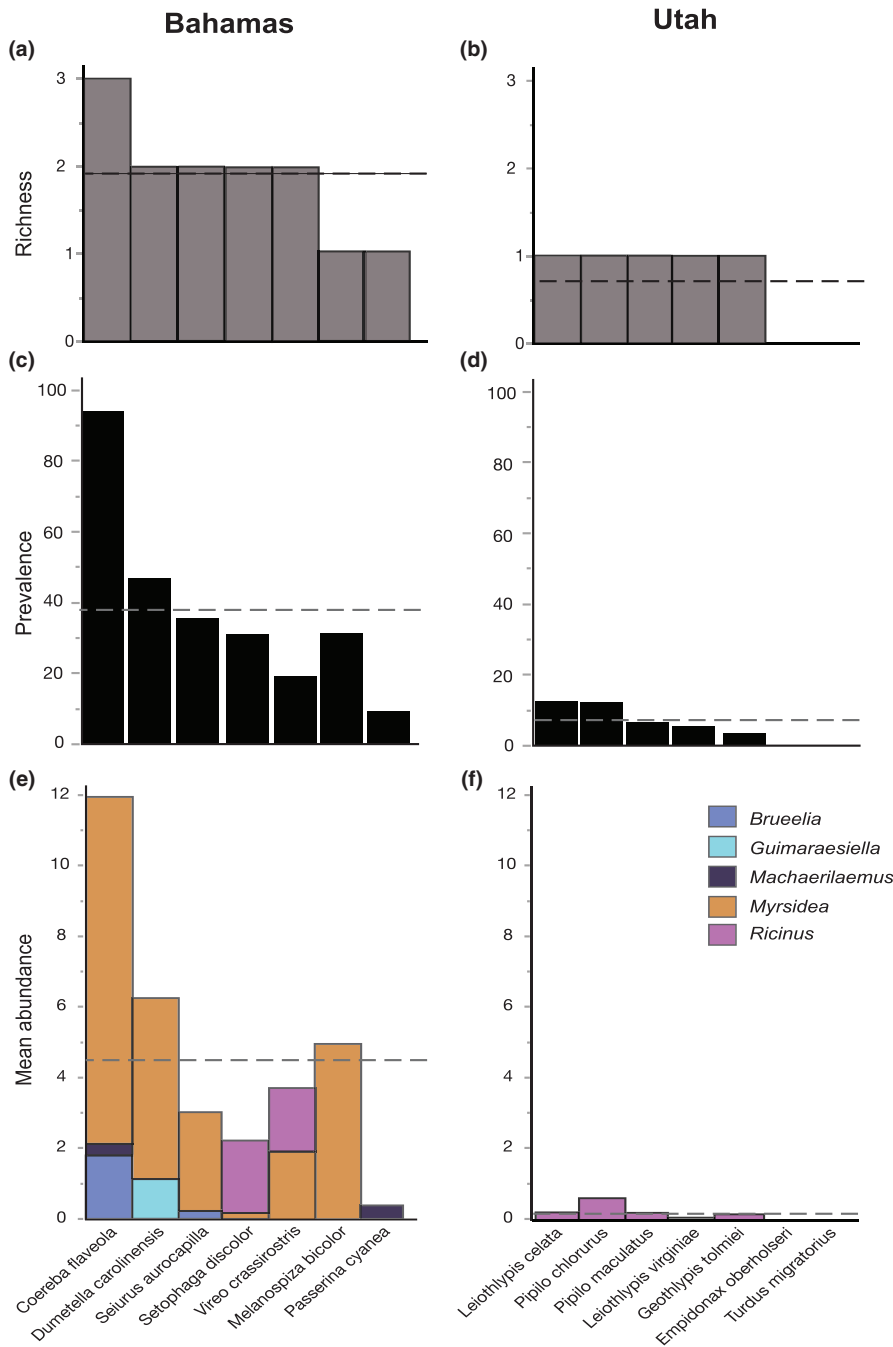 Bahamas
Utah
(a)
(b)
Richness
3
2
1
0
3
2
1
0
(c)
(d)
Prevalence
100
80
60
40
20
0
100
80
60
40
20
0
(e)
(f)
Mean abundance
12
10
8
6
4
2
0
12
10
8
6
4
2
0
Brueelia
Guimaraesiella
Machaerilaemus
Myrsidea
Ricinus
Coereba flaveola
Dumetella carolinensis
Seiurus aurocapilla
Setophaga discolor
Vireo crassirostris
Melanospiza bicolor
Passerina cyanea
Leiothlypis celata
Pipilo chlorurus
Pipilo maculatus
Leiothlypis virginiae
Geothlypis tolmiei
Empidonax oberholseri
Turdus migratorius